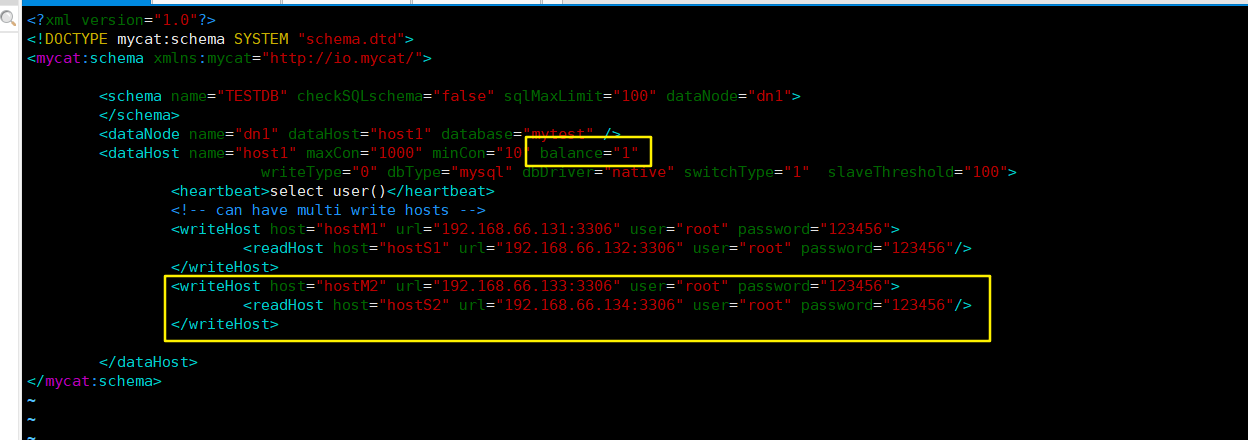 <?xml version="1.0"?>
<!DOCTYPE mycat:schema SYSTEM "schema.dtd">
<mycat:schema xmlns:mycat="http://io.mycat/">
<schema name="TESTDB" checkSQLschema="false" sqlMaxLimit="100" dataNode="dn1">
</schema>
<dataNode name="dn1" dataHost="host1" database="mytest" />
<dataHost name="host1" maxCon="1000" minCon="10" balance="1"
writeType="0" dbType="mysql" dbDriver="native" switchType="1" slaveThreshold="100">
<heartbeat>select user()</heartbeat>
<!-- can have multi write hosts -->
<writeHost host="hostM1" url="192.168.66.131:3306" user="root" password="123456">
<readHost host="hostS1" url="192.168.66.132:3306" user="root" password="123456"/>
</writeHost>
<writeHost host="hostM2" url="192.168.66.133:3306" user="root" password="123456">
<readHost host="hostS2" url="192.168.66.134:3306" user="root" password="123456"/>
</writeHost>
</dataHost>
</mycat:schema>
~
~
~